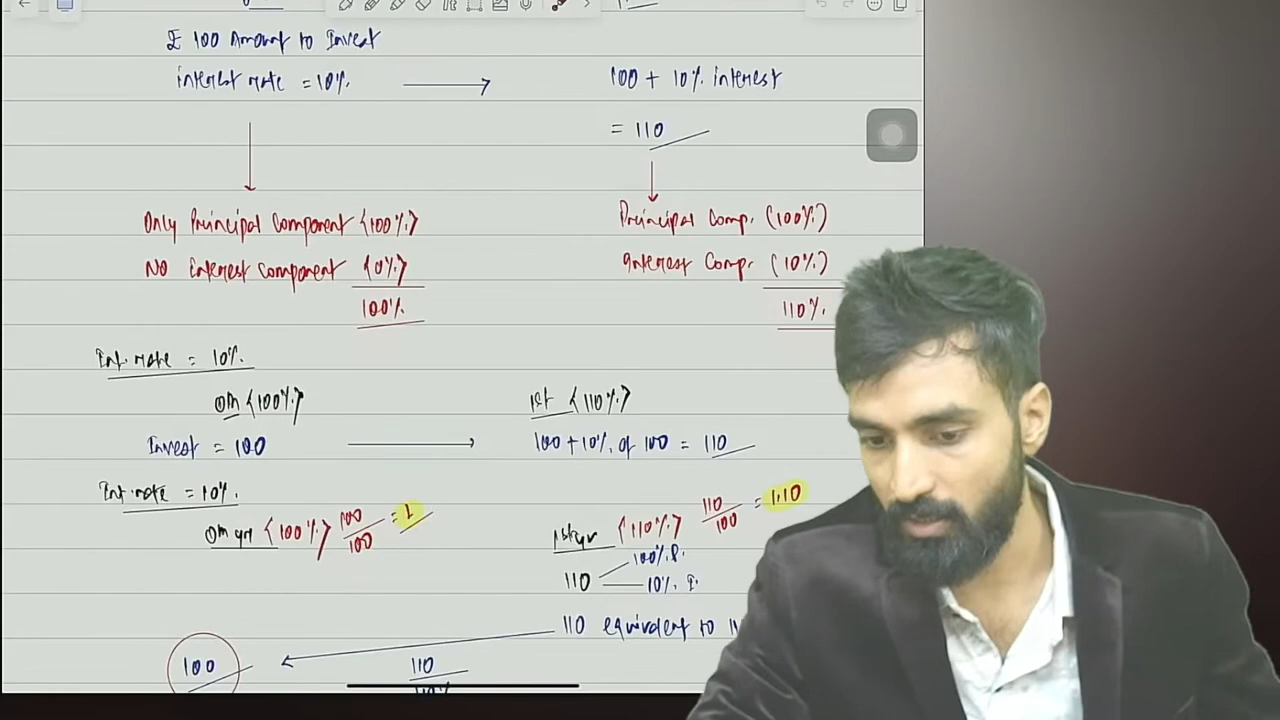 £ 100 Amount to Invest
interest rate = 10% → 100 + 10% interest
= 110
Only Principal Component {100%} Principal Comp. (100%)
No Interest component {0%} Interest Comp. (10%)
100% 110%
Int. rate = 10%
0th {100%} 1st {110%}
Invest = 100 → 100 + 10% of 100 = 110
Int. rate = 10%
0th yr {100%} 100/100 = 1 1st yr {110%} 110/100 = 1.10
110 100% P.
10% I.
110 equivalent to
100 ← 110